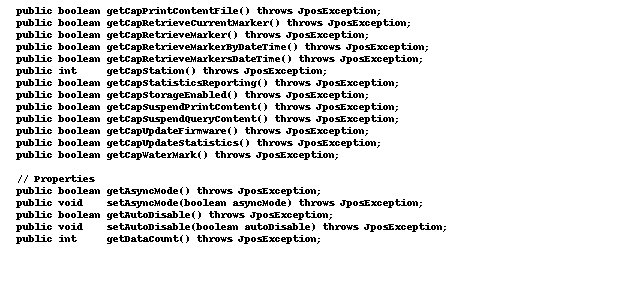 public boolean getCapPrintContentFile() throws JposException;
public boolean getCapRetrieveCurrentMarker() throws JposException;
public boolean getCapRetrieveMarker() throws JposException;
public boolean getCapRetrieveMarkerByDateTime() throws JposException;
public boolean getCapRetrieveMarkersDateTime() throws JposException;
public int     getCapStation() throws JposException;
public boolean getCapStatisticsReporting() throws JposException;
public boolean getCapStorageEnabled() throws JposException;
public boolean getCapSuspendPrintContent() throws JposException;
public boolean getCapSuspendQueryContent() throws JposException;
public boolean getCapUpdateFirmware() throws JposException;
public boolean getCapUpdateStatistics() throws JposException;
public boolean getCapWaterMark() throws JposException;
// Properties
public boolean getAsyncMode() throws JposException;
public void    setAsyncMode(boolean asyncMode) throws JposException;
public boolean getAutoDisable() throws JposException;
public void    setAutoDisable(boolean autoDisable) throws JposException;
public int     getDataCount() throws JposException;